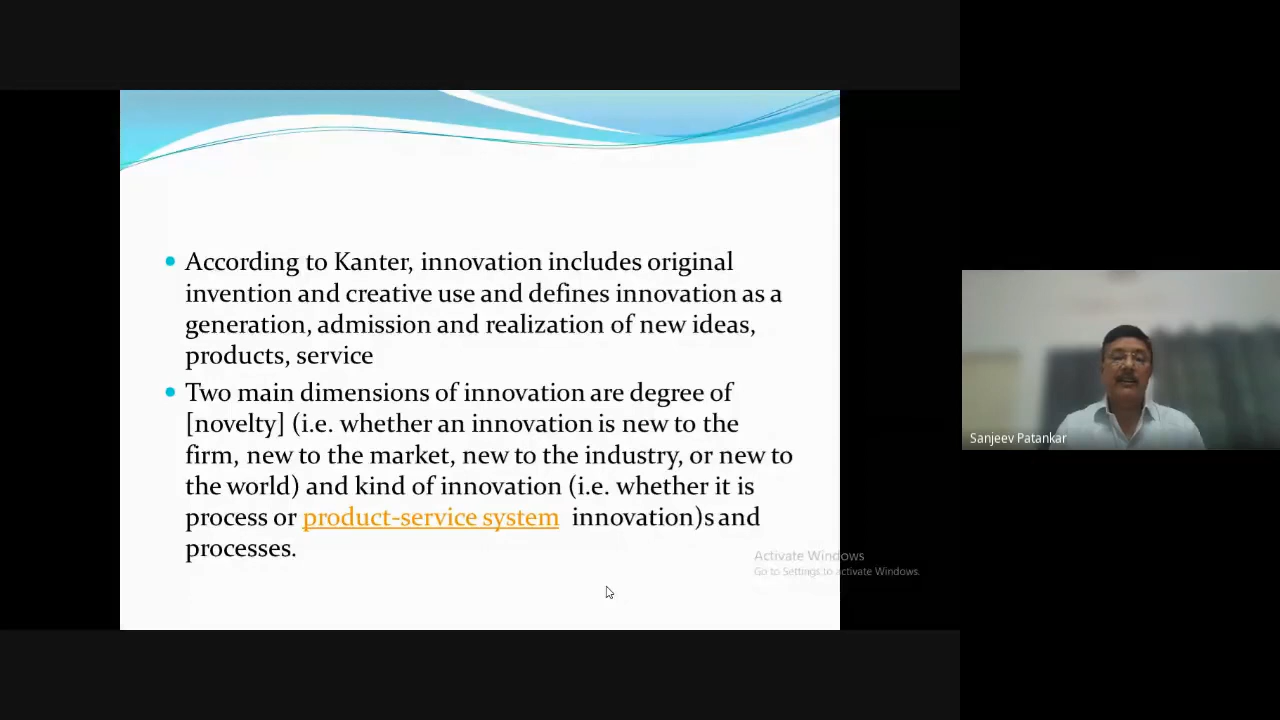 According to Kanter, innovation includes original
invention and creative use and defines innovation as a
generation, admission and realization of new ideas,
products, service
Two main dimensions of innovation are degree of
[novelty] (i.e. whether an innovation is new to the
firm, new to the market, new to the industry, or new to
the world) and kind of innovation (i.e. whether it is
process or product-service system innovation)s and
processes.
Activate Windows
Go to Settings to activate Windows.
Sanjeev Patankar